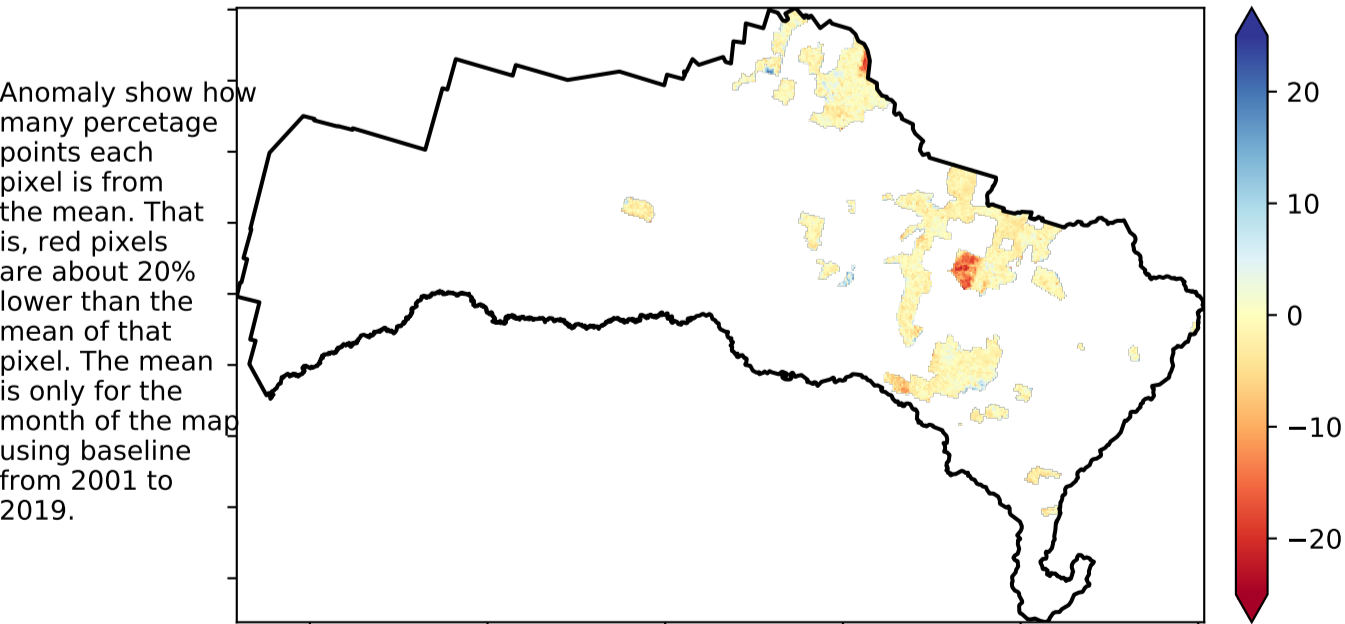 Anomaly show how
many percetage
points each
pixel is from
the mean. That
is, red pixels
are about 20%
lower than the
mean of that
pixel. The mean
is only for the
month of the map
using baseline
from 2001 to
2019.
20
10
0
−10
−20